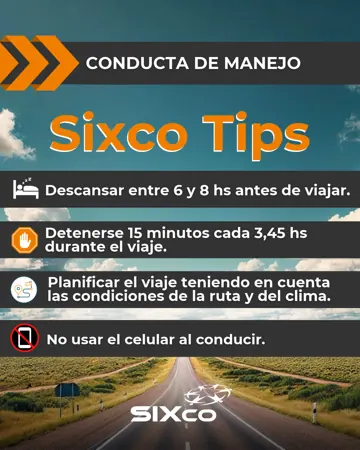 CONDUCTA DE MANEJO
Sixco Tips
Descansar entre 6 y 8 hs antes de viajar.
Detenerse 15 minutos cada 3,45 hs
durante el viaje.
Planificar el viaje teniendo en cuenta
las condiciones de la ruta y del clima.
No usar el celular al conducir.
SIXCO